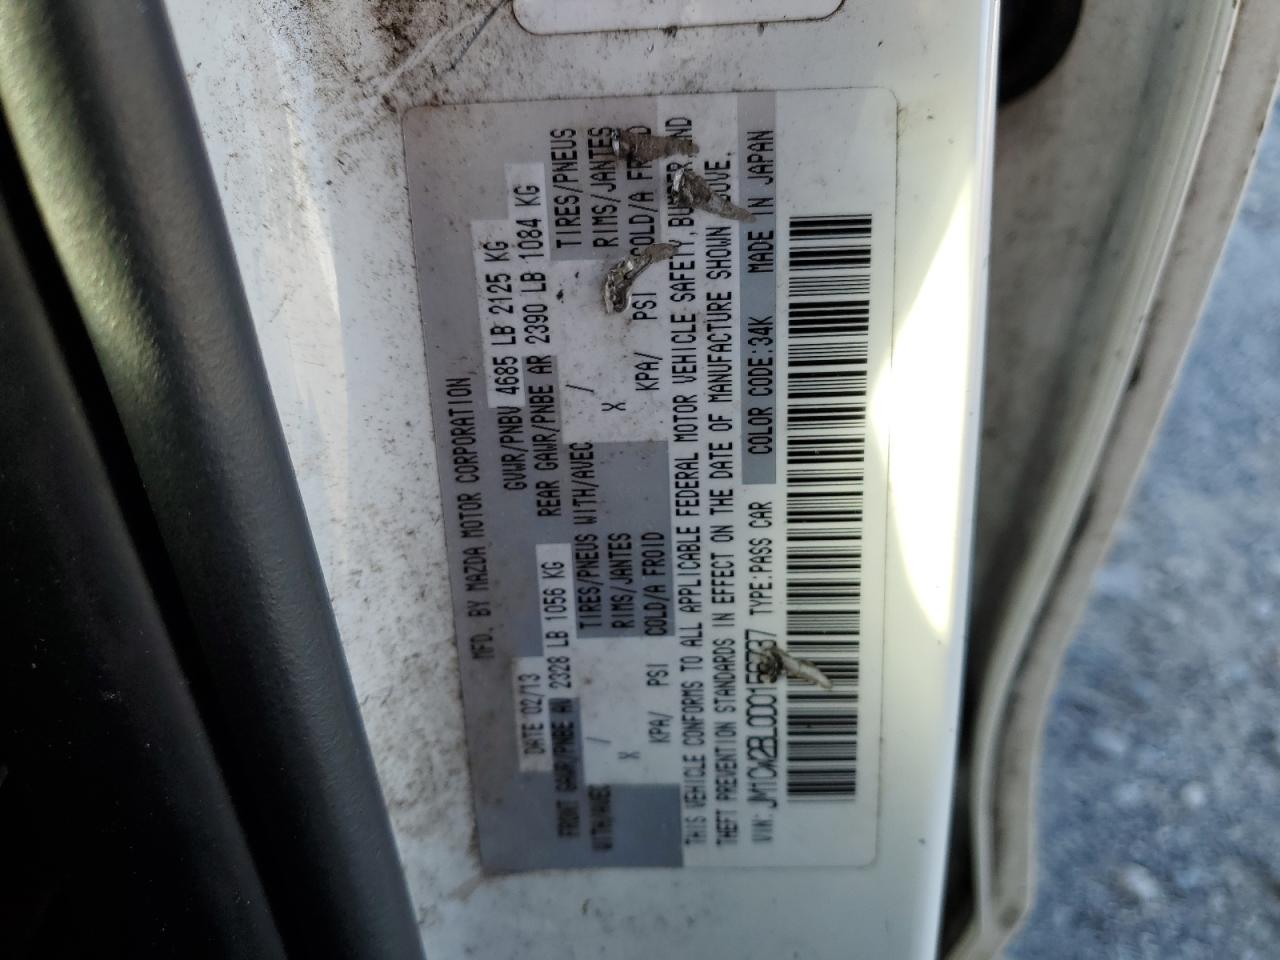 MFD. BY MAZDA MOTOR CORPORATION,
DATE 02/13 GVWR/PNBV 4685 LB 2125 KG
FRONT GAWR/PNBE AV 2328 LB 1056 KG REAR GAWR/PNBE AR 2390 LB 1084 KG
WITH/AVEC / TIRES/PNEUS WITH/AVEC / TIRES/PNEUS
X RIMS/JANTES X RIMS/JANTES
KPA/ PSI COLD/A FROID KPA/ PSI COLD/A
THIS VEHICLE CONFORMS TO ALL APPLICABLE FEDERAL MOTOR VEHICLE SAFETY, AND
THEFT PREVENTION STANDARDS IN EFFECT ON THE DATE OF MANUFACTURE SHOWN ABOVE.
VIN: TYPE:PASS CAR COLOR CODE:34K MADE IN JAPAN